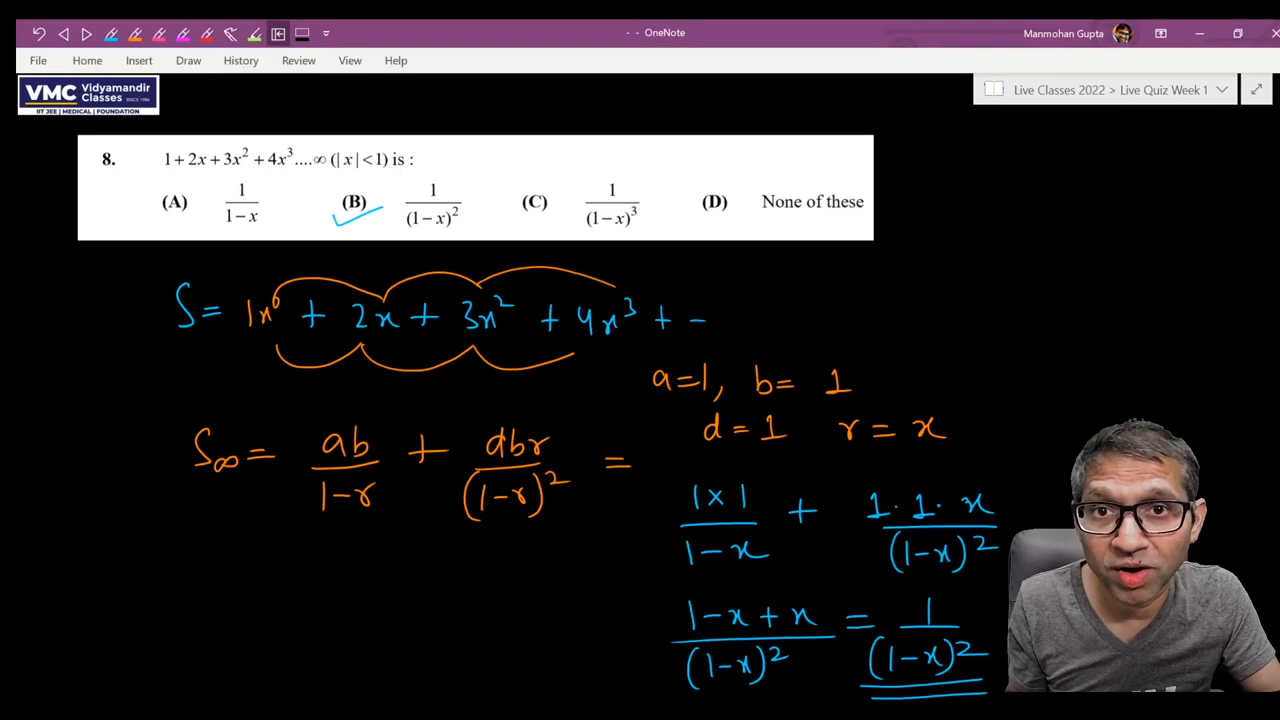 - - OneNote
Manmohan Gupta
File Home Insert Draw History Review View Help
VMC Vidyamandir Classes SINCE 1986
IIT JEE | MEDICAL | FOUNDATION
Live Classes 2022 > Live Quiz Week 1
8. 1 + 2x + 3x² + 4x³ .... ∞ (| x | < 1) is :
(A) 1/(1−x) (B) 1/(1−x)² (C) 1/(1−x)³ (D) None of these
S = 1x⁰ + 2x + 3x² + 4x³ + -
a=1, b= 1
d = 1 r = x
S∞ = ab/(1-r) + dbr/(1-r)² =
1×1/(1-x) + 1·1·x/(1-x)²
(1-x+x)/(1-x)² = 1/(1-x)²